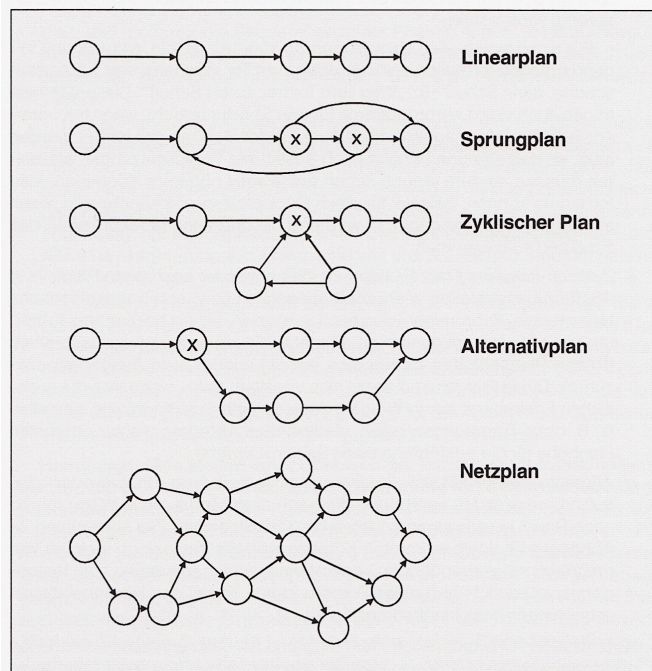 Linearplan
x x
Sprungplan
x
Zyklischer Plan
x
Alternativplan
Netzplan